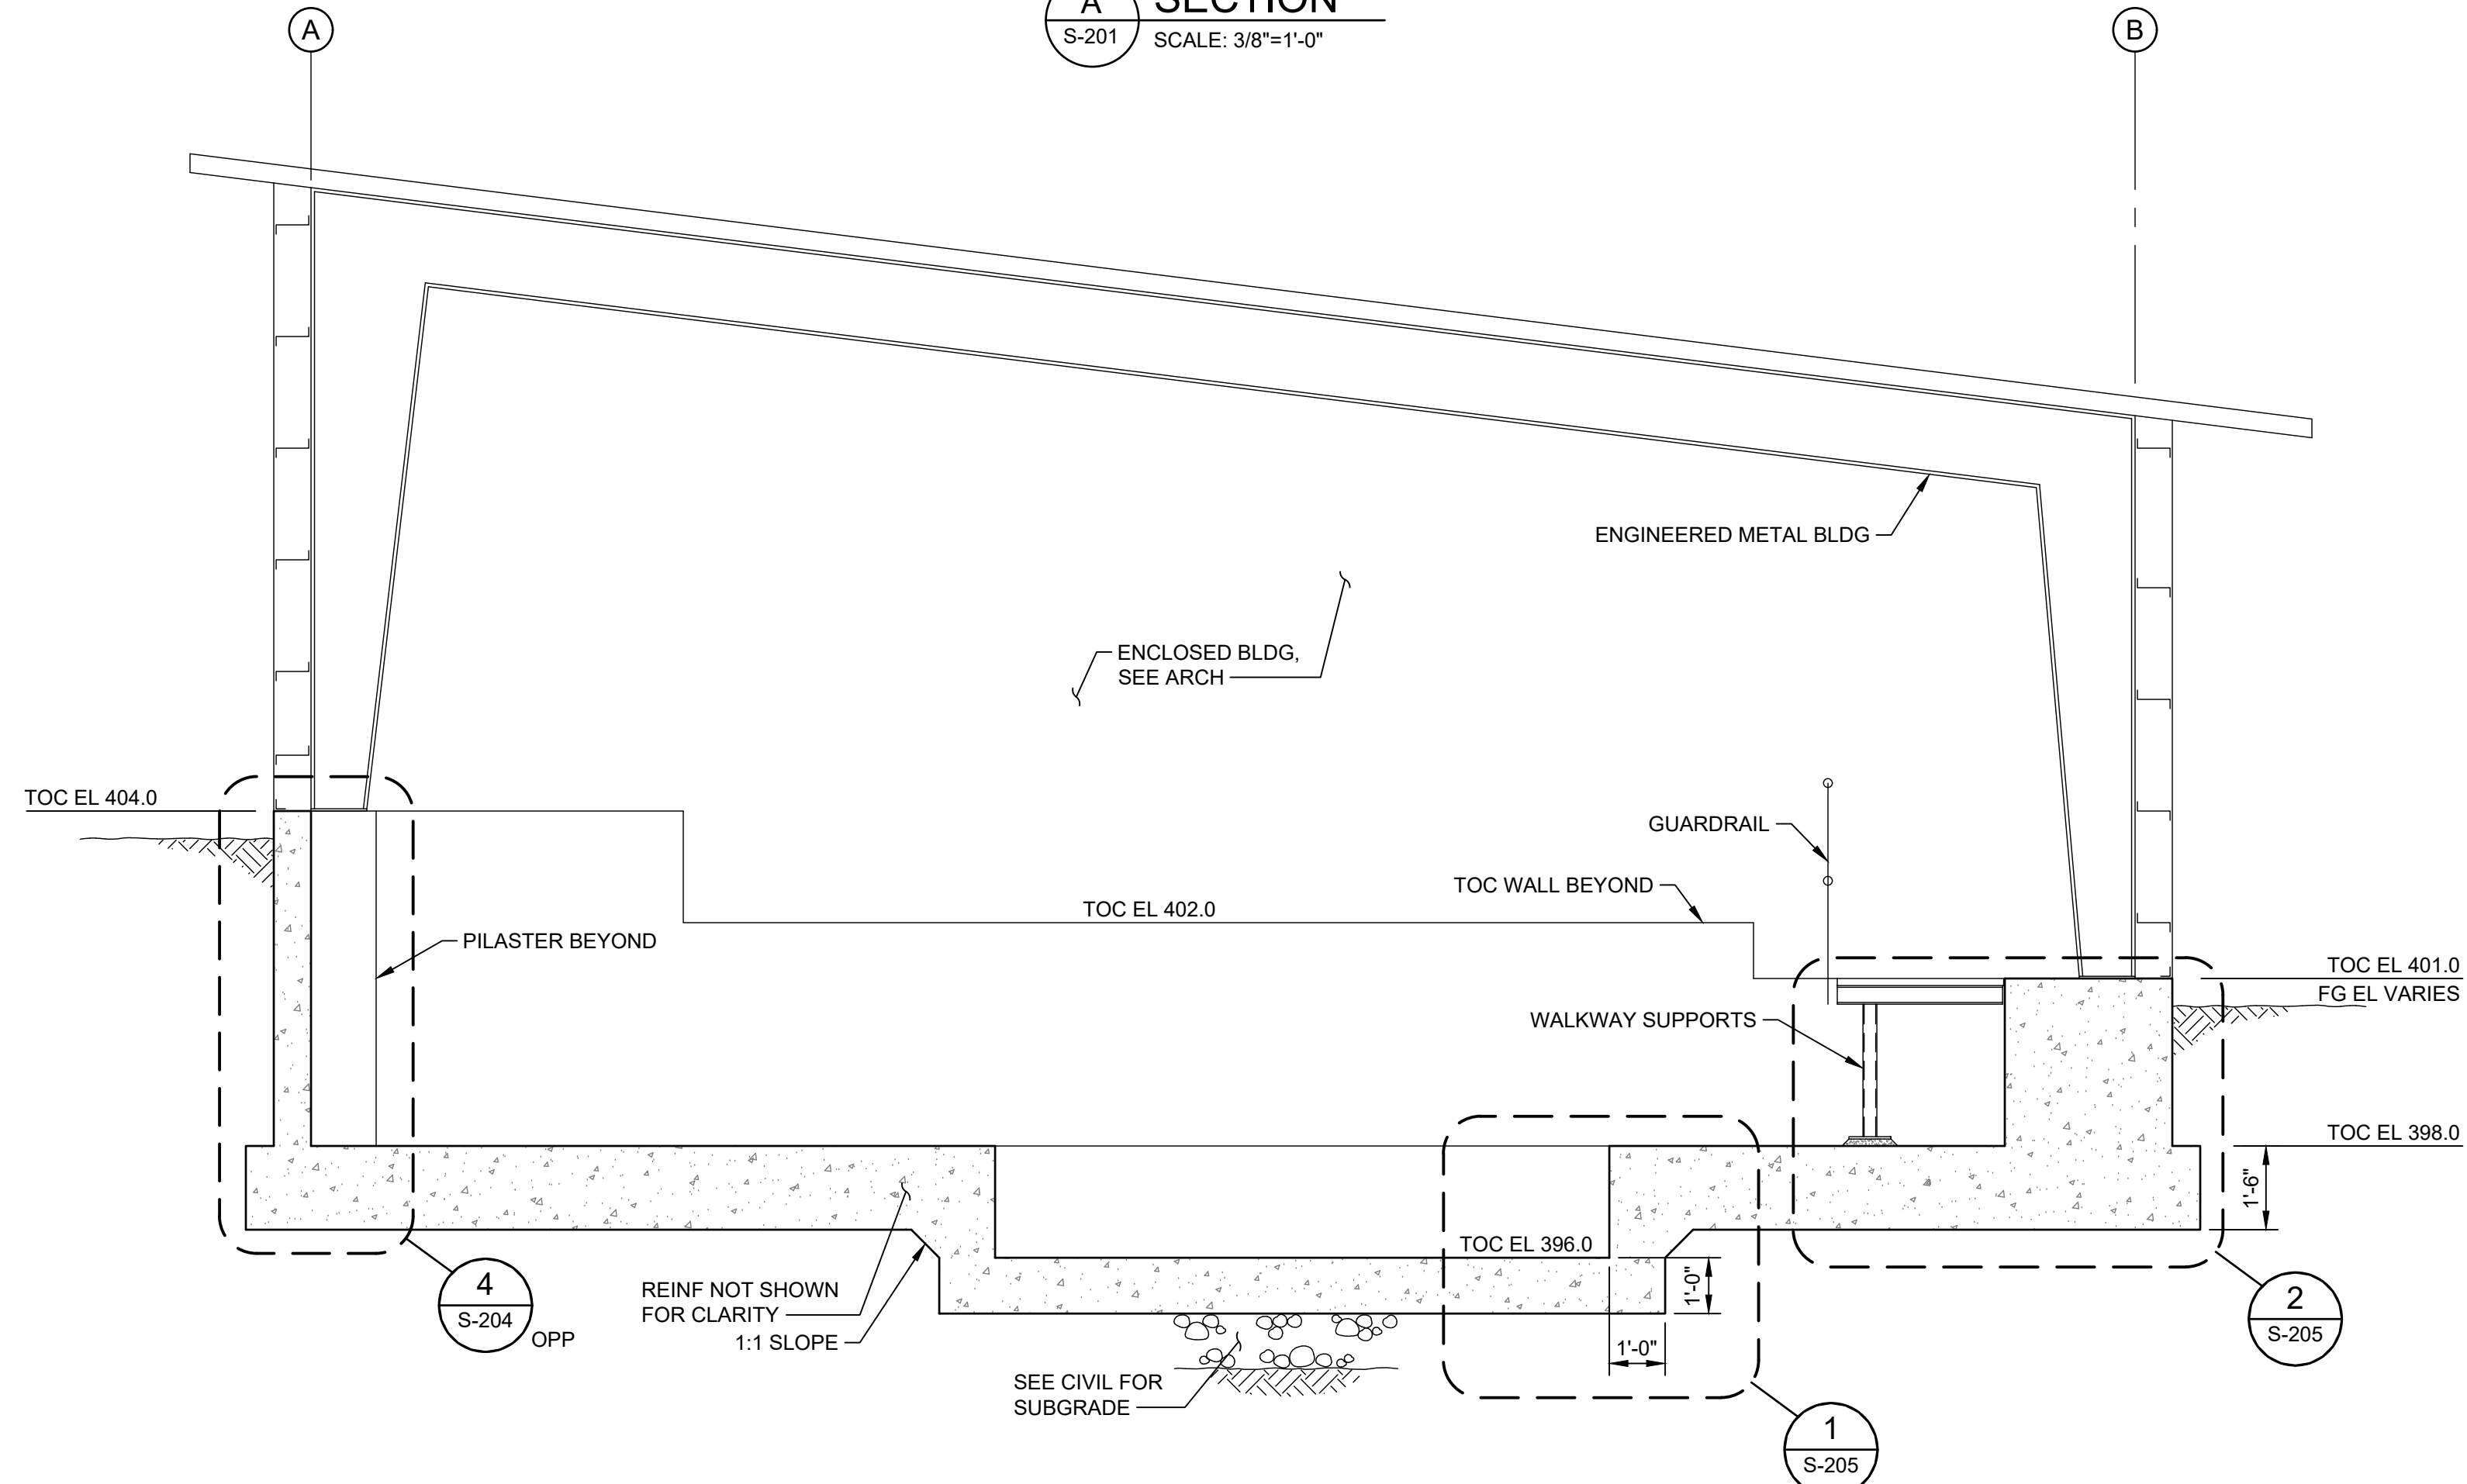 A
SECTION
S-201
SCALE: 3/8"=1'-0"
A
B
ENGINEERED METAL BLDG
ENCLOSED BLDG,
SEE ARCH
TOC EL 404.0
GUARDRAIL
TOC WALL BEYOND
TOC EL 402.0
PILASTER BEYOND
TOC EL 401.0
FG EL VARIES
WALKWAY SUPPORTS
TOC EL 398.0
1'-6"
TOC EL 396.0
1'-0"
1'-0"
REINF NOT SHOWN
FOR CLARITY
1:1 SLOPE
4
S-204
OPP
SEE CIVIL FOR
SUBGRADE
2
S-205
1
S-205